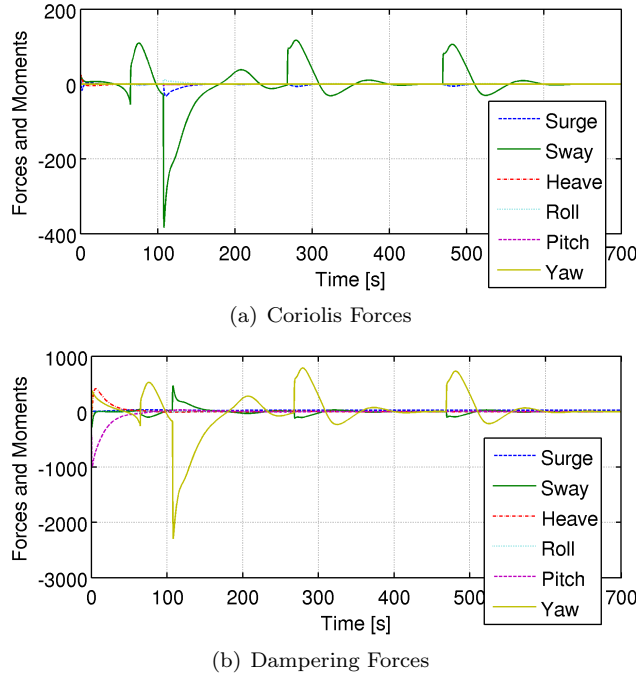 200
0
-200
-400
Forces and Moments
0 100 200 300 400 500 700
Time [s]
Surge
Sway
Heave
Roll
Pitch
Yaw
(a) Coriolis Forces
1000
0
-1000
-2000
-3000
Forces and Moments
0 100 200 300 400 500 700
Time [s]
Surge
Sway
Heave
Roll
Pitch
Yaw
(b) Dampering Forces